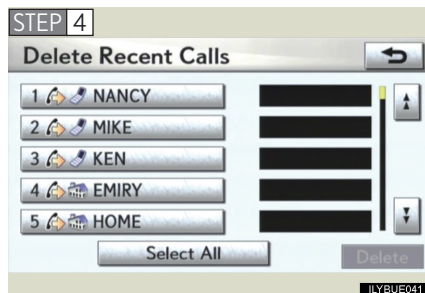 STEP 4
Delete Recent Calls
1 NANCY
2 MIKE
3 KEN
4 EMIRY
5 HOME
Select All
Delete
ILYBUE041